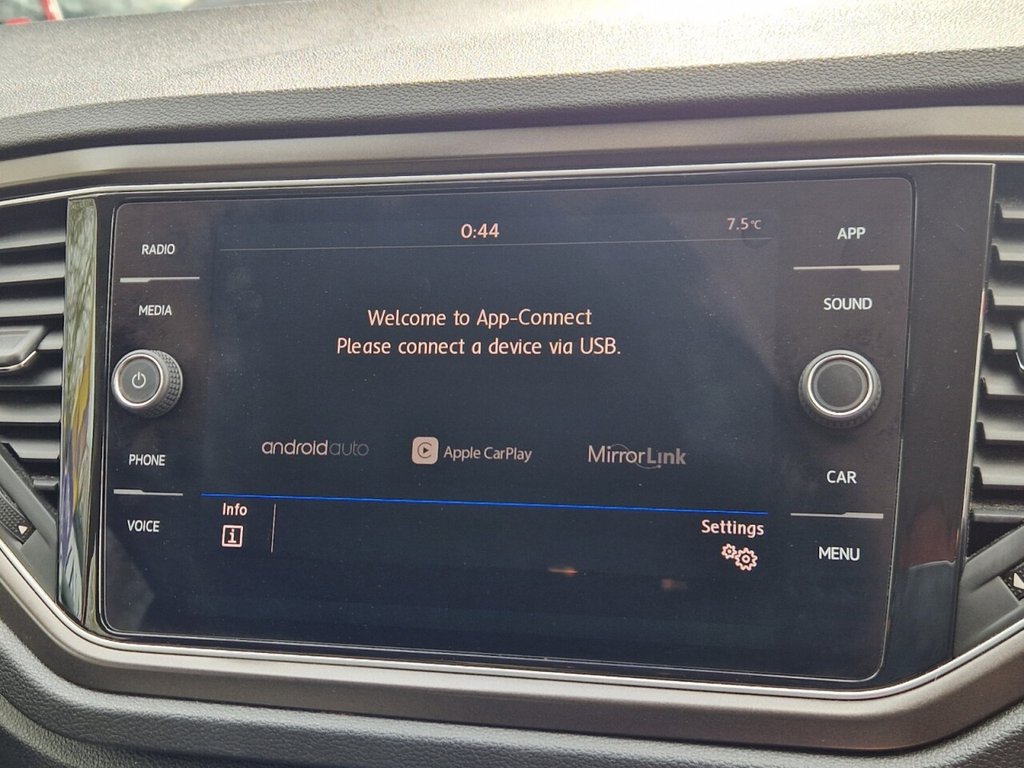 RADIO
MEDIA
PHONE
VOICE
0:44
7.5°C
Welcome to App-Connect
Please connect a device via USB.
androidauto
Apple CarPlay
MirrorLink
Info
i
Settings
APP
SOUND
CAR
MENU